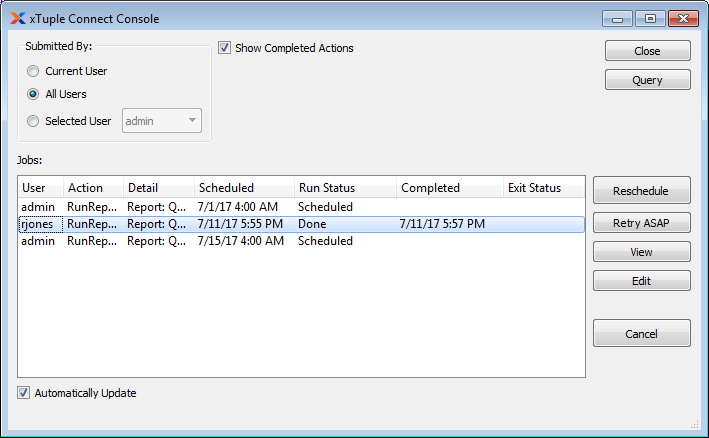 xTuple Connect Console
Submitted By:
Show Completed Actions
Close
Current User
Query
All Users
Selected User admin
Jobs:
User Action Detail Scheduled Run Status Completed Exit Status
admin RunRep... Report: Q... 7/1/17 4:00 AM Scheduled
rjones RunRep... Report: Q... 7/11/17 5:55 PM Done 7/11/17 5:57 PM
admin RunRep... Report: Q... 7/15/17 4:00 AM Scheduled
Reschedule
Retry ASAP
View
Edit
Cancel
Automatically Update